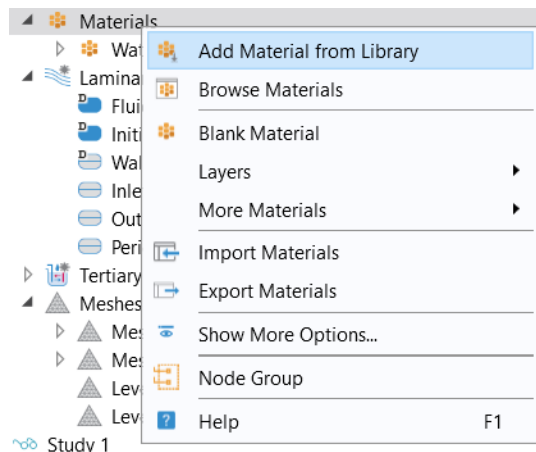 Materials
Wat
Add Material from Library
Lamina
Browse Materials
Flui
Initi
Blank Material
Wal
Layers
Inle
More Materials
Out
Peri
Import Materials
Tertiary
Export Materials
Meshes
Mes
Show More Options...
Mes
Node Group
Lev
Lev
Help F1
Study 1